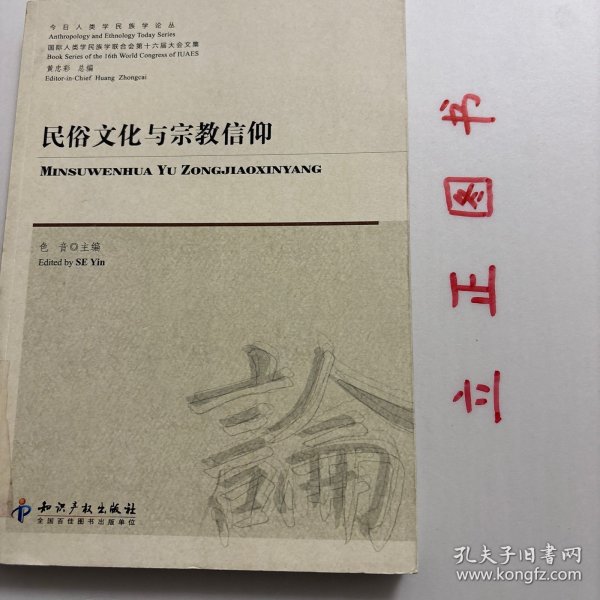 今日人类学民族学论丛
Anthropology and Ethnology Today Series
国际人类学民族学联合会第十六届大会文集
Book Series of the 16th World Congress of IUAES
黄忠彩 总编
Editor-in-Chief Huang Zhongcai
民俗文化与宗教信仰
MINSUWENHUA YU ZONGJIAOXINYANG
色 音◎主编
Edited by SE Yin
論
知识产权出版社
全国百佳图书出版单位
立正图书
孔夫子旧书网
www.kongfz.com